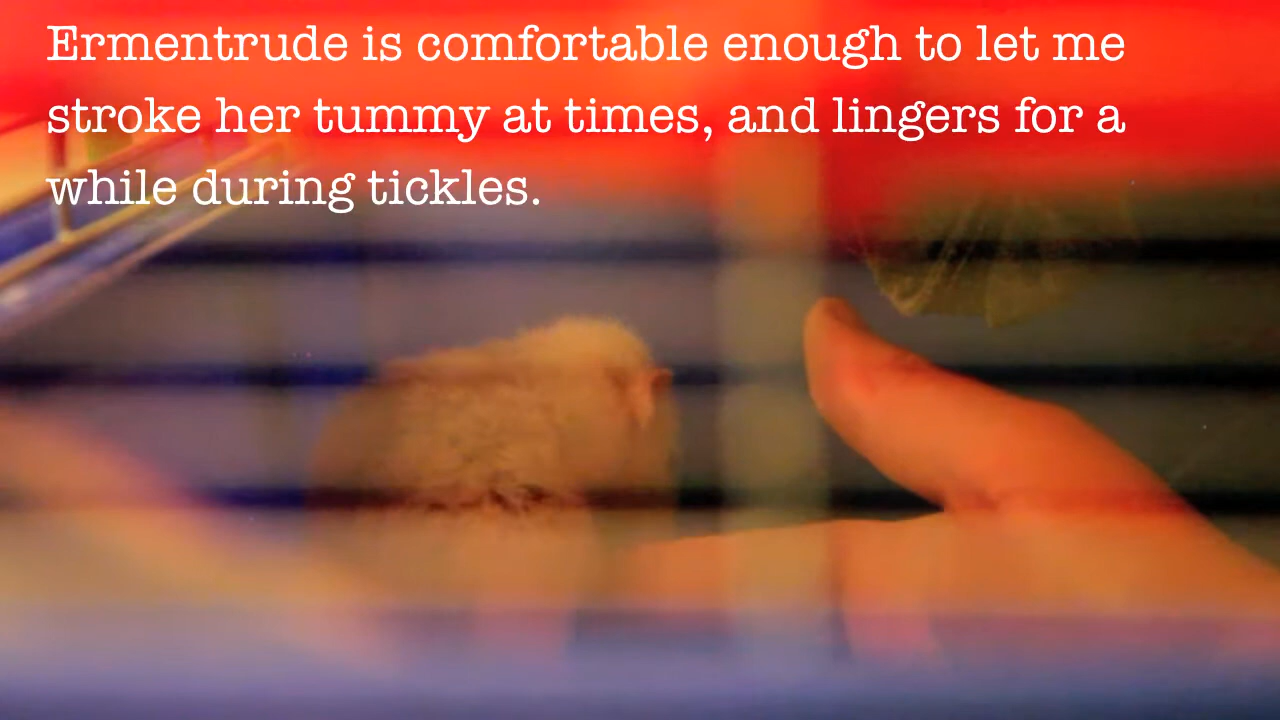 Ermentrude is comfortable enough to let me
stroke her tummy at times, and lingers for a
while during tickles.